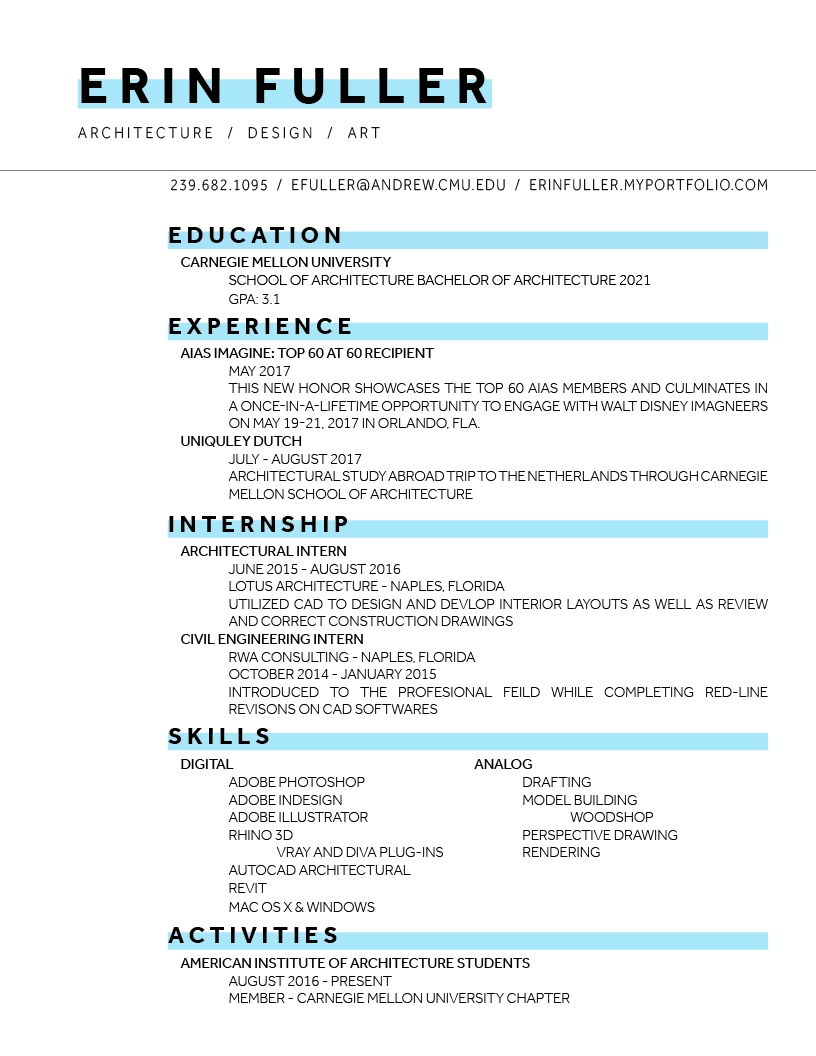 ERIN FULLER
ARCHITECTURE / DESIGN / ART
239.682.1095 / EFULLER@ANDREW.CMU.EDU / ERINFULLER.MYPORTFOLIO.COM
EDUCATION
CARNEGIE MELLON UNIVERSITY
SCHOOL OF ARCHITECTURE BACHELOR OF ARCHITECTURE 2021
GPA: 3.1
EXPERIENCE
AIAS IMAGINE: TOP 60 AT 60 RECIPIENT
MAY 2017
THIS NEW HONOR SHOWCASES THE TOP 60 AIAS MEMBERS AND CULMINATES IN
A ONCE-IN-A-LIFETIME OPPORTUNITY TO ENGAGE WITH WALT DISNEY IMAGNEERS
ON MAY 19-21, 2017 IN ORLANDO, FLA.
UNIQULEY DUTCH
JULY - AUGUST 2017
ARCHITECTURAL STUDY ABROAD TRIP TO THE NETHERLANDS THROUGH CARNEGIE
MELLON SCHOOL OF ARCHITECTURE
INTERNSHIP
ARCHITECTURAL INTERN
JUNE 2015 - AUGUST 2016
LOTUS ARCHITECTURE - NAPLES, FLORIDA
UTILIZED CAD TO DESIGN AND DEVLOP INTERIOR LAYOUTS AS WELL AS REVIEW
AND CORRECT CONSTRUCTION DRAWINGS
CIVIL ENGINEERING INTERN
RWA CONSULTING - NAPLES, FLORIDA
OCTOBER 2014 - JANUARY 2015
INTRODUCED TO THE PROFESIONAL FEILD WHILE COMPLETING RED-LINE
REVISONS ON CAD SOFTWARES
SKILLS
DIGITAL
ADOBE PHOTOSHOP
ADOBE INDESIGN
ADOBE ILLUSTRATOR
RHINO 3D
VRAY AND DIVA PLUG-INS
AUTOCAD ARCHITECTURAL
REVIT
MAC OS X & WINDOWS
ANALOG
DRAFTING
MODEL BUILDING
WOODSHOP
PERSPECTIVE DRAWING
RENDERING
ACTIVITIES
AMERICAN INSTITUTE OF ARCHITECTURE STUDENTS
AUGUST 2016 - PRESENT
MEMBER - CARNEGIE MELLON UNIVERSITY CHAPTER